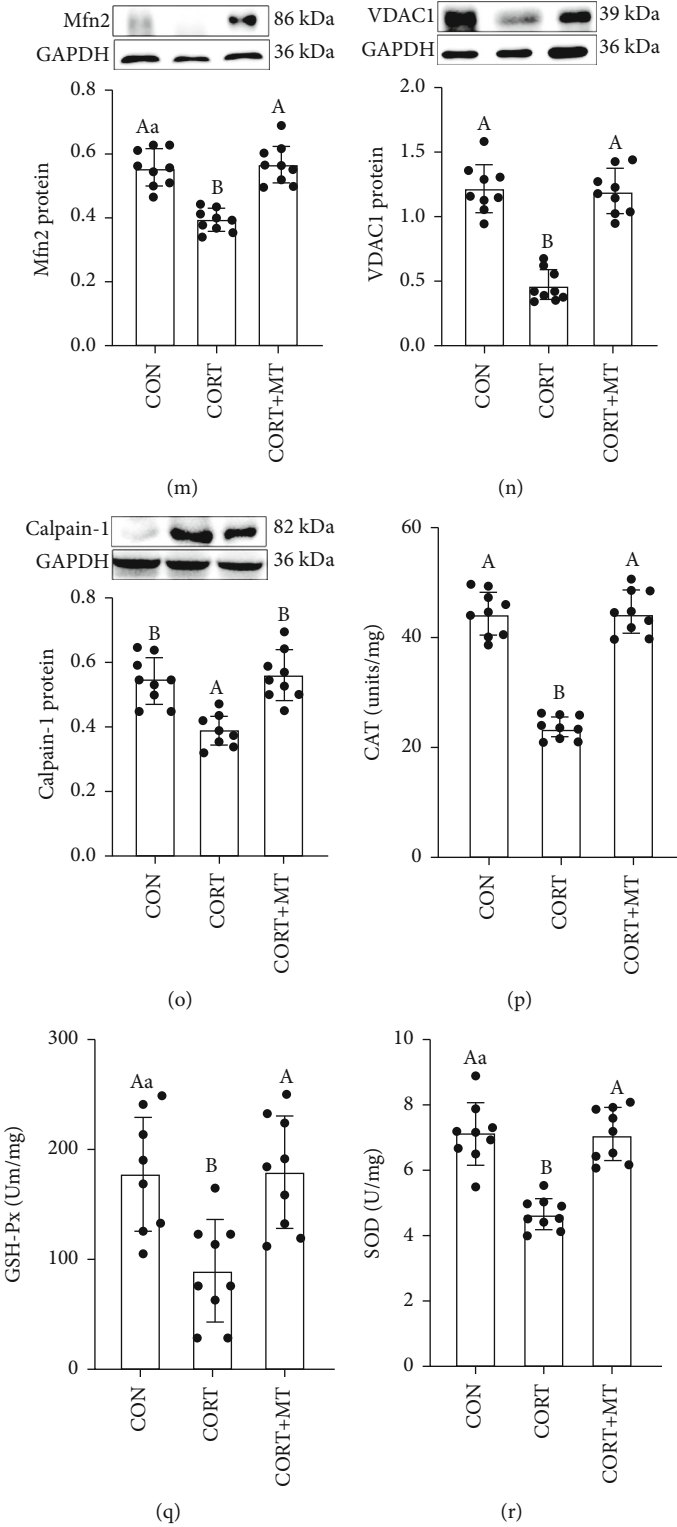 Mfn2 86 kDa
GAPDH 36 kDa
0.8
0.6
0.4
0.2
0.0
Mfn2 protein
Aa
B
A
CON
CORT
CORT+MT
(m)
VDAC1 39 kDa
GAPDH 36 kDa
2.0
1.5
1.0
0.5
0.0
VDAC1 protein
A
B
A
CON
CORT
CORT+MT
(n)
Calpain-1 82 kDa
GAPDH 36 kDa
0.8
0.6
0.4
0.2
0.0
Calpain-1 protein
B
A
B
CON
CORT
CORT+MT
(o)
60
40
20
0
CAT (units/mg)
A
B
A
CON
CORT
CORT+MT
(p)
300
200
100
0
GSH-Px (Um/mg)
Aa
B
A
CON
CORT
CORT+MT
(q)
10
8
6
4
2
0
SOD (U/mg)
Aa
B
A
CON
CORT
CORT+MT
(r)